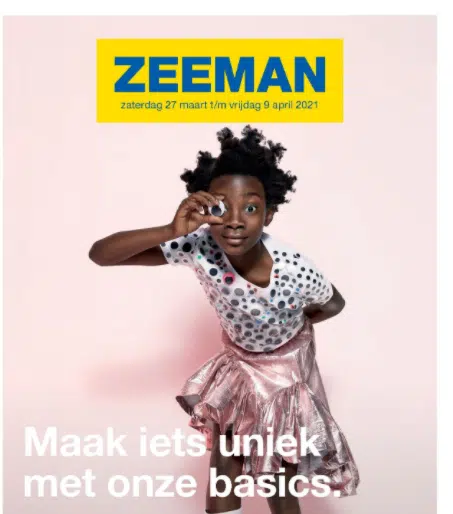 ZEEMAN
zaterdag 27 maart t/m vrijdag 9 april 2021
Maak iets uniek
met onze basics.